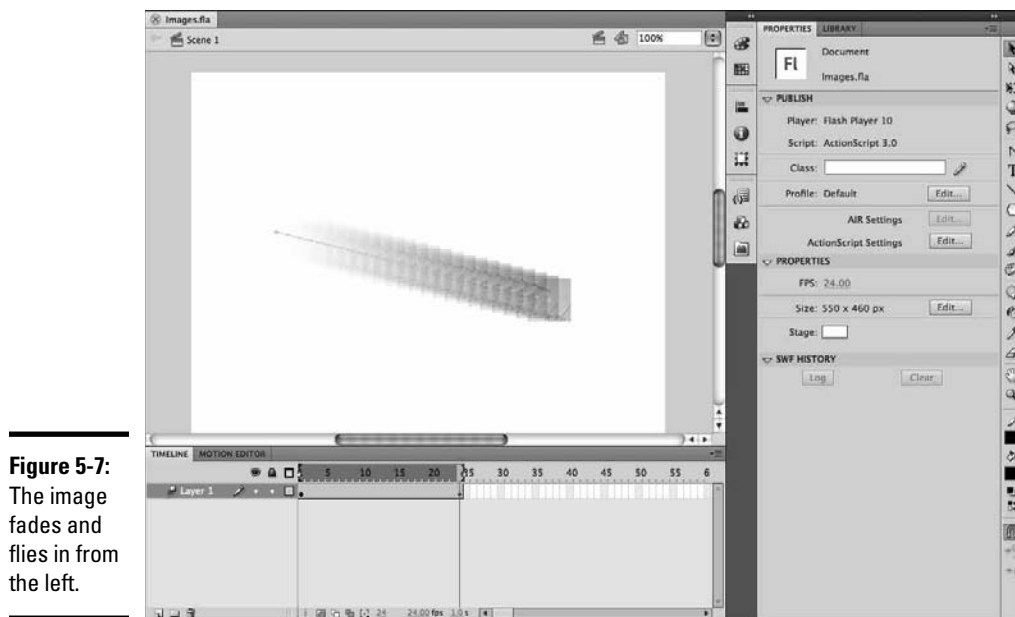 Images.fla
Scene 1
100%
PROPERTIES
LIBRARY
Fl
Document
Images.fla
PUBLISH
Player: Flash Player 10
Script: ActionScript 3.0
Class:
Profile: Default
Edit...
AIR Settings
Edit...
ActionScript Settings
Edit...
PROPERTIES
FPS: 24.00
Size: 550 x 460 px
Edit...
Stage:
SWF HISTORY
Log
Clear
TIMELINE
MOTION EDITOR
5 10 15 20 30 35 40 45 50 55 6
Layer 1
24 24.00 fps 1.0 s
Figure 5-7:
The image
fades and
flies in from
the left.